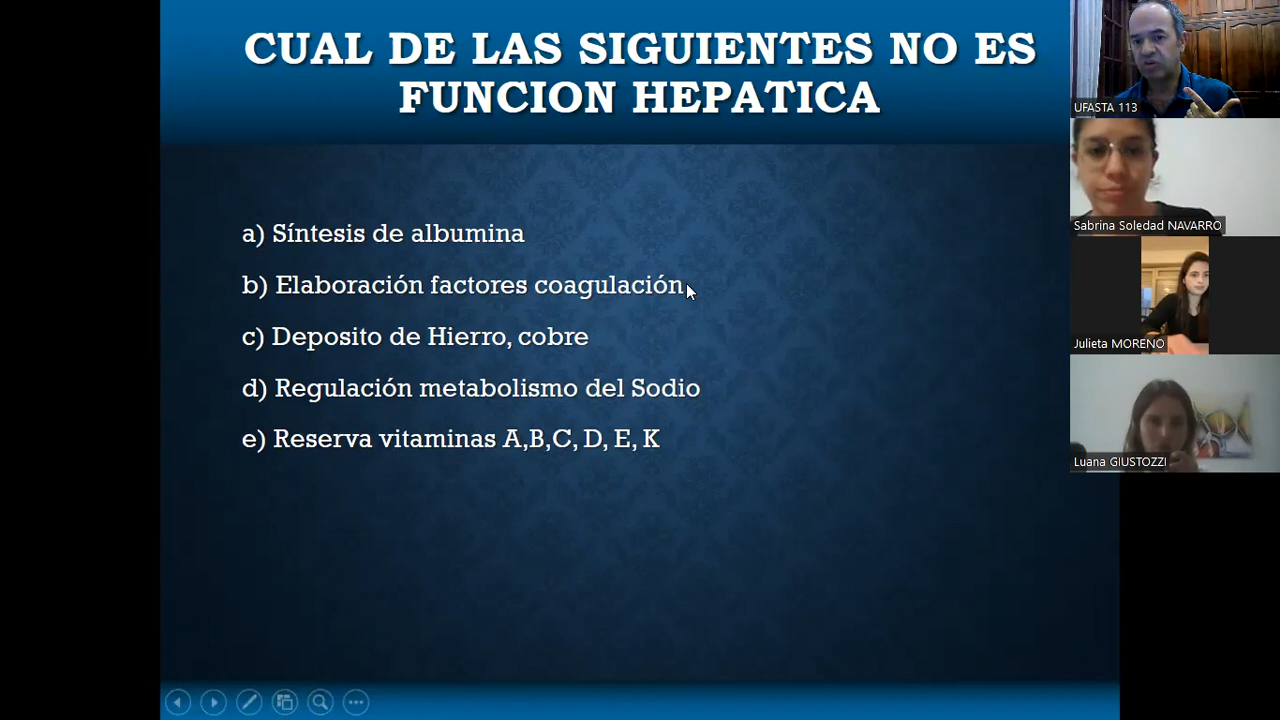 CUAL DE LAS SIGUIENTES NO ES
FUNCION HEPATICA
a) Síntesis de albumina
b) Elaboración factores coagulación
c) Deposito de Hierro, cobre
d) Regulación metabolismo del Sodio
e) Reserva vitaminas A,B,C, D, E, K
UFASTA 113
Sabrina Soledad NAVARRO
Julieta MORENO
Luana GIUSTOZZI